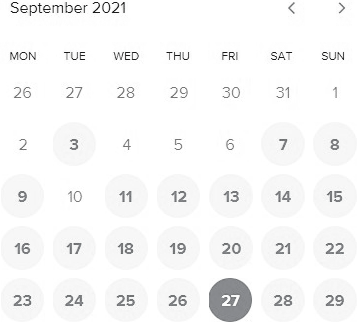 September 2021
MON TUE WED THU FRI SAT SUN
26 27 28 29 30 31 1
2 3 4 5 6 7 8
9 10 11 12 13 14 15
16 17 18 19 20 21 22
23 24 25 26 27 28 29